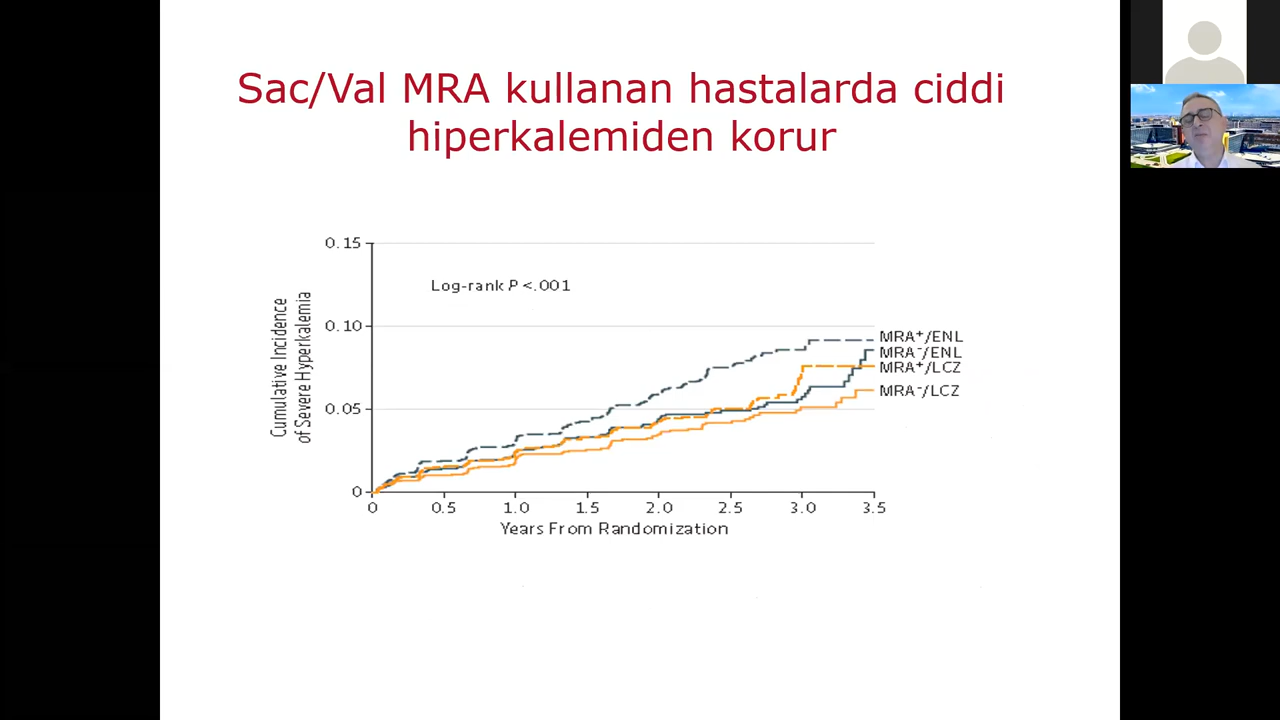 Sac/Val MRA kullanan hastalarda ciddi
hiperkalemiden korur
Cumulative Incidence
of Severe Hyperkalemia
0.15
0.10
0.05
0
Log-rank P <.001
MRA+/ENL
MRA-/ENL
MRA+/LCZ
MRA-/LCZ
0 0.5 1.0 1.5 2.0 2.5 3.0 3.5
Years From Randomization